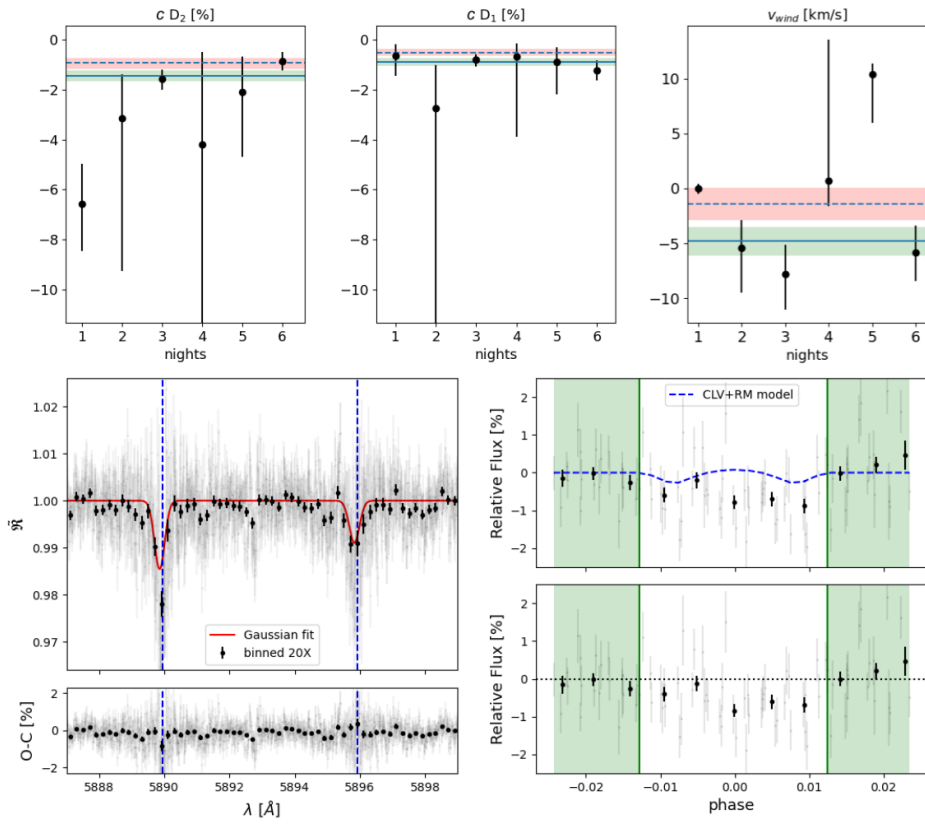 c D₂ [%]
0
−2
−4
−6
−8
−10
1 2 3 4 5 6
nights
c D₁ [%]
0
−2
−4
−6
−8
−10
1 2 3 4 5 6
nights
v_wind [km/s]
10
5
0
−5
−10
1 2 3 4 5 6
nights
1.02
1.01
1.00
0.99
0.98
0.97
ℜ̄
Gaussian fit
binned 20X
O-C [%]
2
0
−2
5888 5890 5892 5894 5896 5898
λ [Å]
CLV+RM model
Relative Flux [%]
2
1
0
−1
−2
Relative Flux [%]
2
1
0
−1
−2
−0.02 −0.01 0.00 0.01 0.02
phase